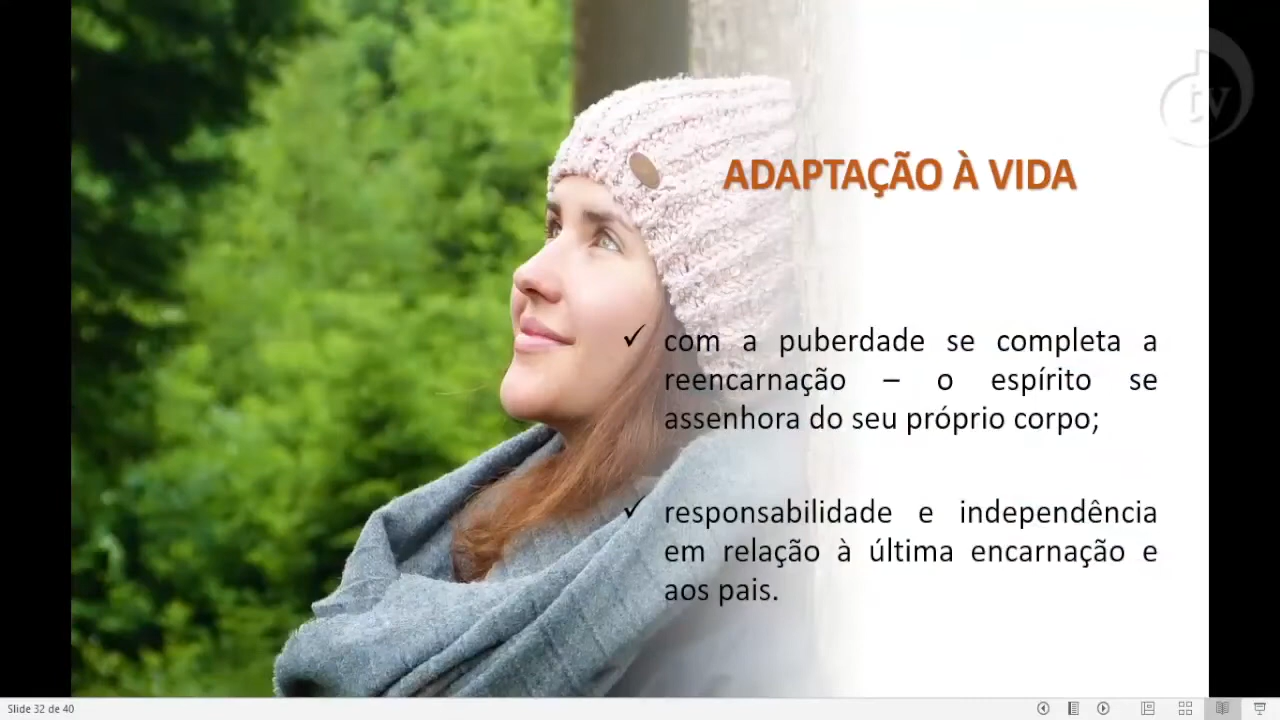 tv
ADAPTAÇÃO À VIDA
✓ com a puberdade se completa a
reencarnação – o espírito se
assenhora do seu próprio corpo;
✓ responsabilidade e independência
em relação à última encarnação e
aos pais.
Slide 32 de 40